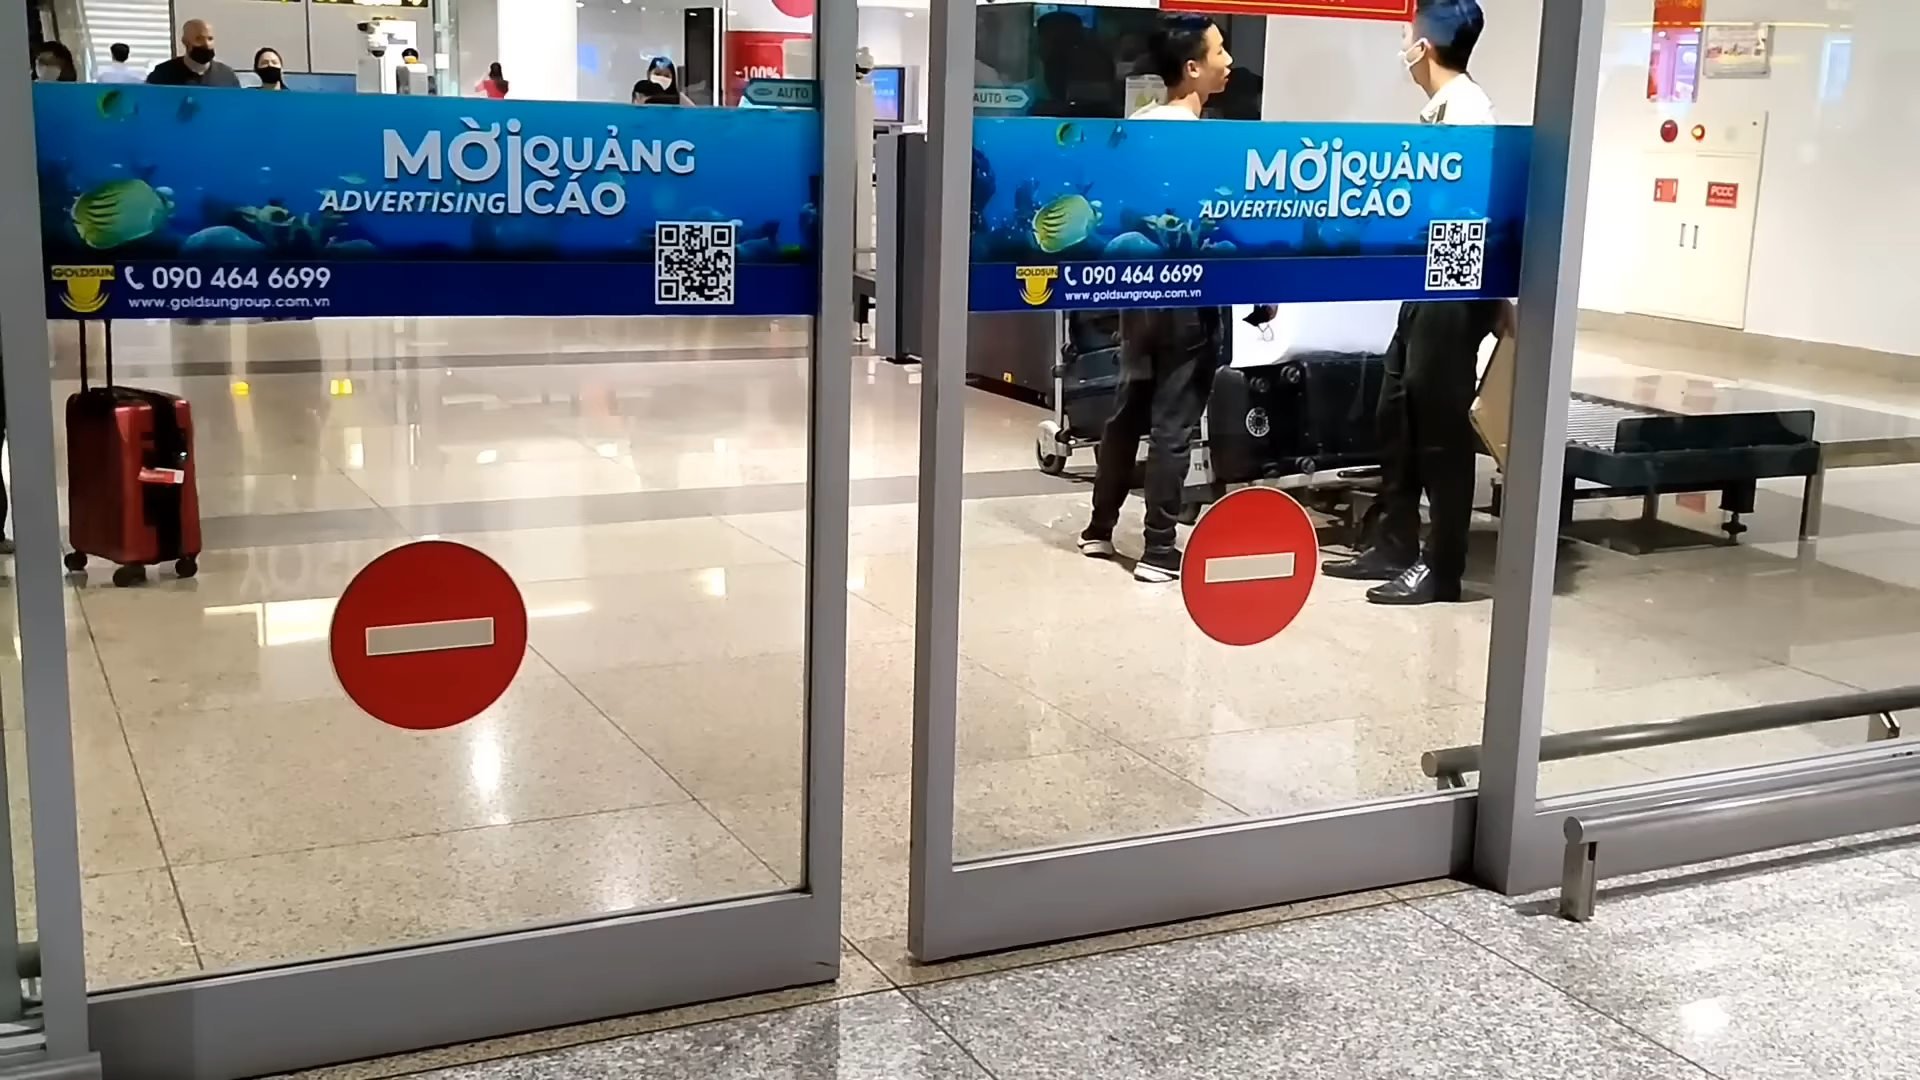 -100%
AUTO
AUTO
MỜI QUẢNG CÁO
ADVERTISING
GOLDSUN
090 464 6699
www.goldsungroup.com.vn
MỜI QUẢNG CÁO
ADVERTISING
GOLDSUN
090 464 6699
www.goldsungroup.com.vn
PCCC